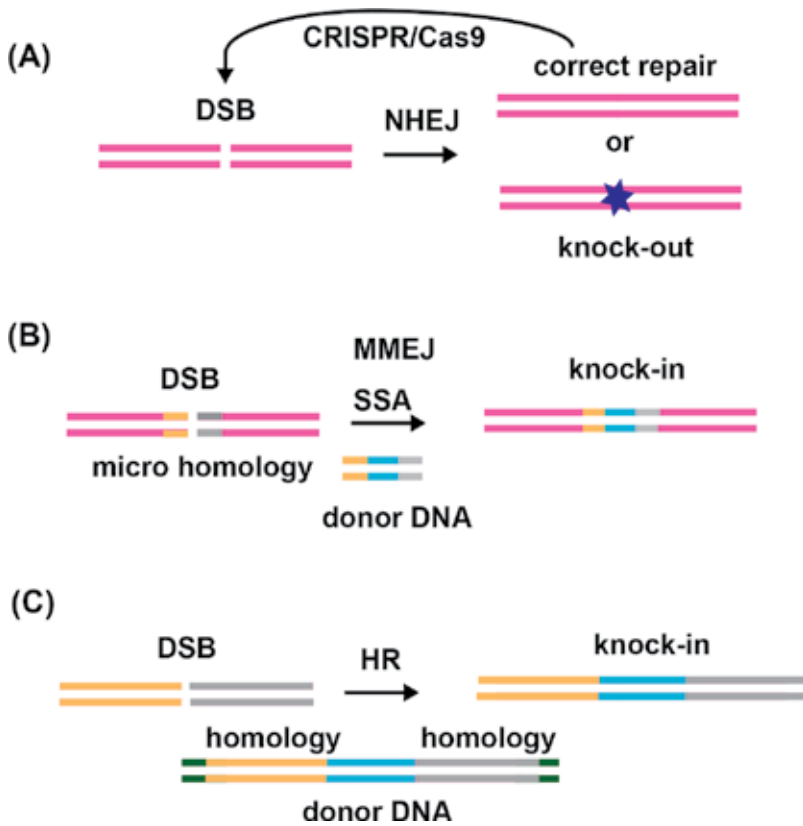 (A)
CRISPR/Cas9
correct repair
DSB
NHEJ
or
knock-out
(B)
MMEJ
DSB
knock-in
SSA
micro homology
donor DNA
(C)
DSB
HR
knock-in
homology homology
donor DNA